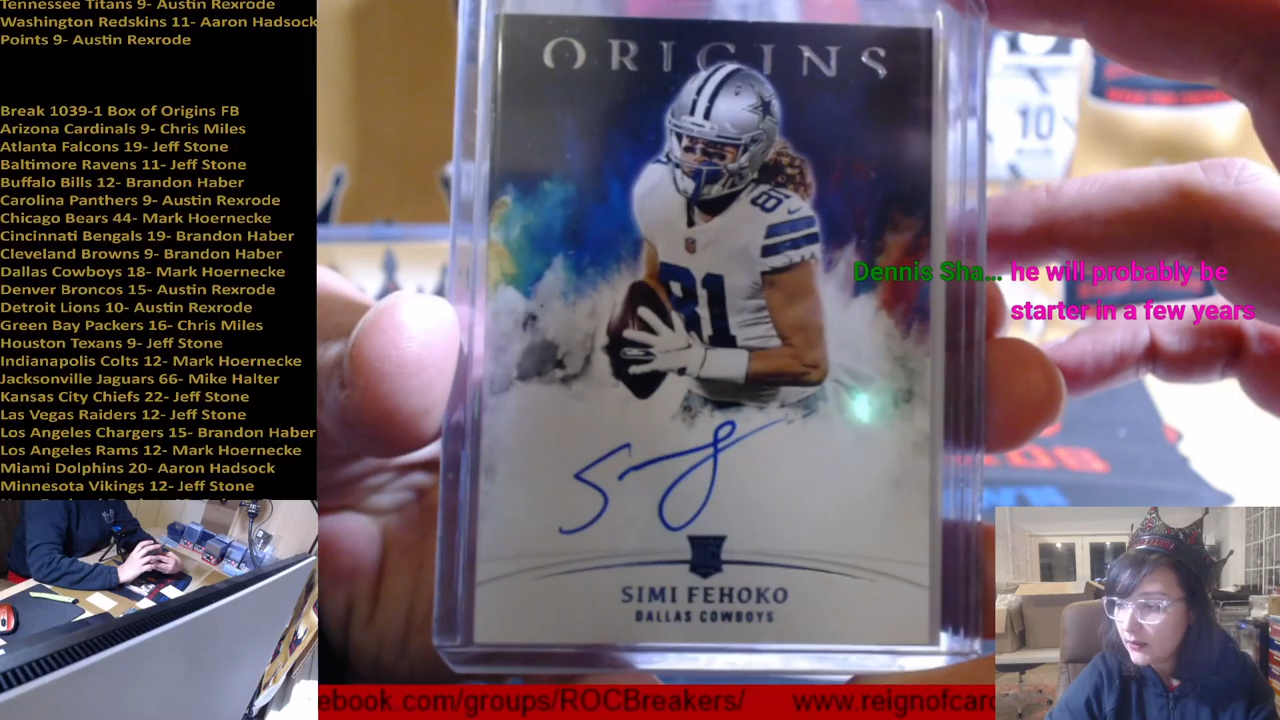 Tennessee Titans 9- Austin Rexrode
Washington Redskins 11- Aaron Hadsock
Points 9- Austin Rexrode
Break 1039-1 Box of Origins FB
Arizona Cardinals 9- Chris Miles
Atlanta Falcons 19- Jeff Stone
Baltimore Ravens 11- Jeff Stone
Buffalo Bills 12- Brandon Haber
Carolina Panthers 9- Austin Rexrode
Chicago Bears 44- Mark Hoernecke
Cincinnati Bengals 19- Brandon Haber
Cleveland Browns 9- Brandon Haber
Dallas Cowboys 18- Mark Hoernecke
Denver Broncos 15- Austin Rexrode
Detroit Lions 10- Austin Rexrode
Green Bay Packers 16- Chris Miles
Houston Texans 9- Jeff Stone
Indianapolis Colts 12- Mark Hoernecke
Jacksonville Jaguars 66- Mike Halter
Kansas City Chiefs 22- Jeff Stone
Las Vegas Raiders 12- Jeff Stone
Los Angeles Chargers 15- Brandon Haber
Los Angeles Rams 12- Mark Hoernecke
Miami Dolphins 20- Aaron Hadsock
Minnesota Vikings 12- Jeff Stone
ORIGINS
81
81
10
SIMI FEHOKO
DALLAS COWBOYS
Dennis Sha... he will probably be
starter in a few years
ebook.com/groups/ROCBreakers/ www.reignofcar